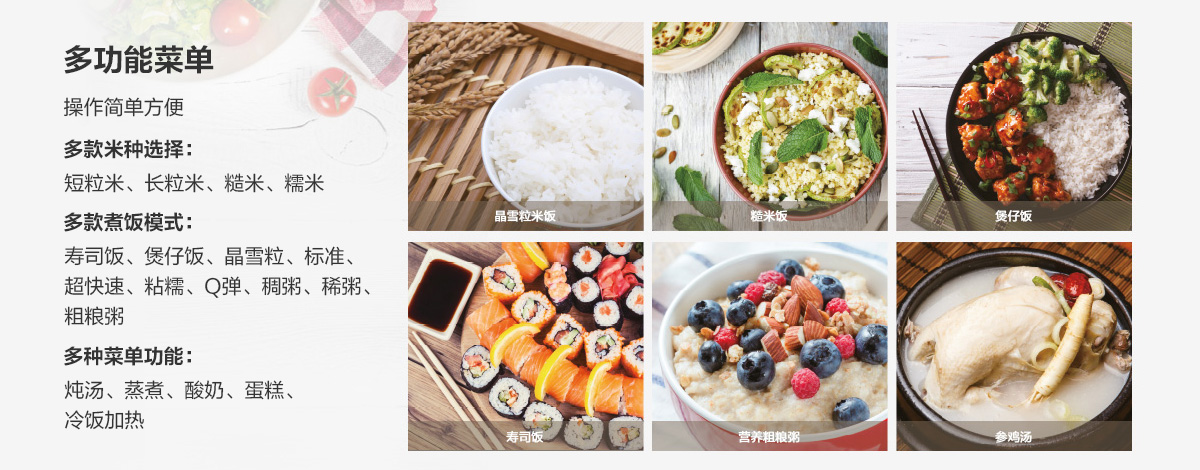 多功能菜单
操作简单方便
多款米种选择：
短粒米、长粒米、糙米、糯米
多款煮饭模式：
寿司饭、煲仔饭、晶雪粒、标准、
超快速、粘糯、Q弹、稠粥、稀粥、
粗粮粥
多种菜单功能：
炖汤、蒸煮、酸奶、蛋糕、
冷饭加热
晶雪粒米饭
糙米饭
煲仔饭
寿司饭
营养粗粮粥
参鸡汤